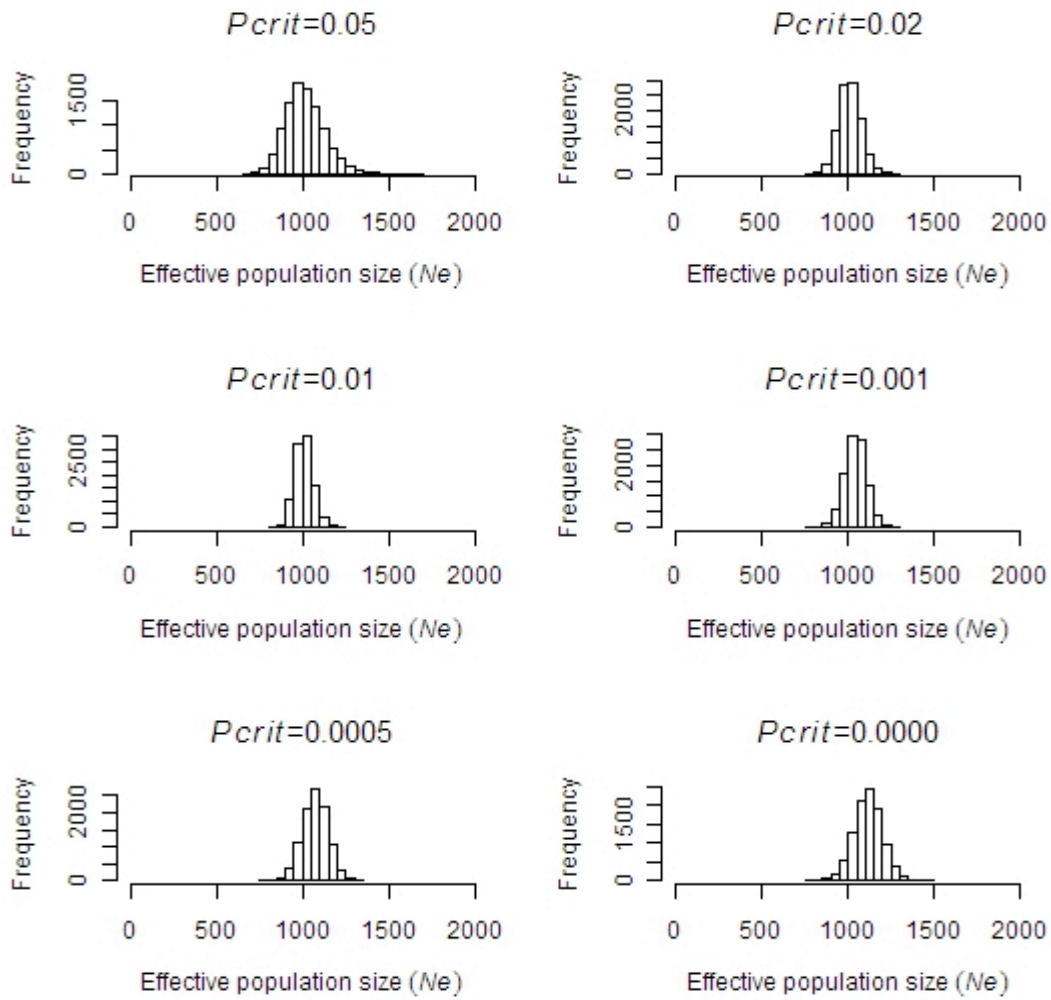 Pcrit=0.05
Frequency
1500
0
0 500 1000 1500 2000
Effective population size (Ne)
Pcrit=0.02
Frequency
2000
0
0 500 1000 1500 2000
Effective population size (Ne)
Pcrit=0.01
Frequency
2500
0
0 500 1000 1500 2000
Effective population size (Ne)
Pcrit=0.001
Frequency
2000
0
0 500 1000 1500 2000
Effective population size (Ne)
Pcrit=0.0005
Frequency
2000
0
0 500 1000 1500 2000
Effective population size (Ne)
Pcrit=0.0000
Frequency
1500
0
0 500 1000 1500 2000
Effective population size (Ne)